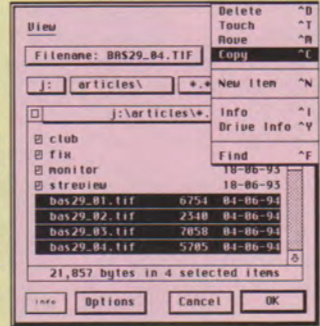 View
Filename: BAS29_04.TIF
j: articles\ *.*
j:\articles\*.
club
fix
monitor 18-06-93
streview 18-06-93
bas29_01.tif 6754 04-06-94
bas29_02.tif 2340 04-06-94
bas29_03.tif 7058 04-06-94
bas29_04.tif 5705 04-06-94
21,857 bytes in 4 selected items
Info Options Cancel OK
Delete ^D
Touch ^T
Move ^M
Copy ^C
New Item ^N
Info ^I
Drive Info ^Y
Find ^F